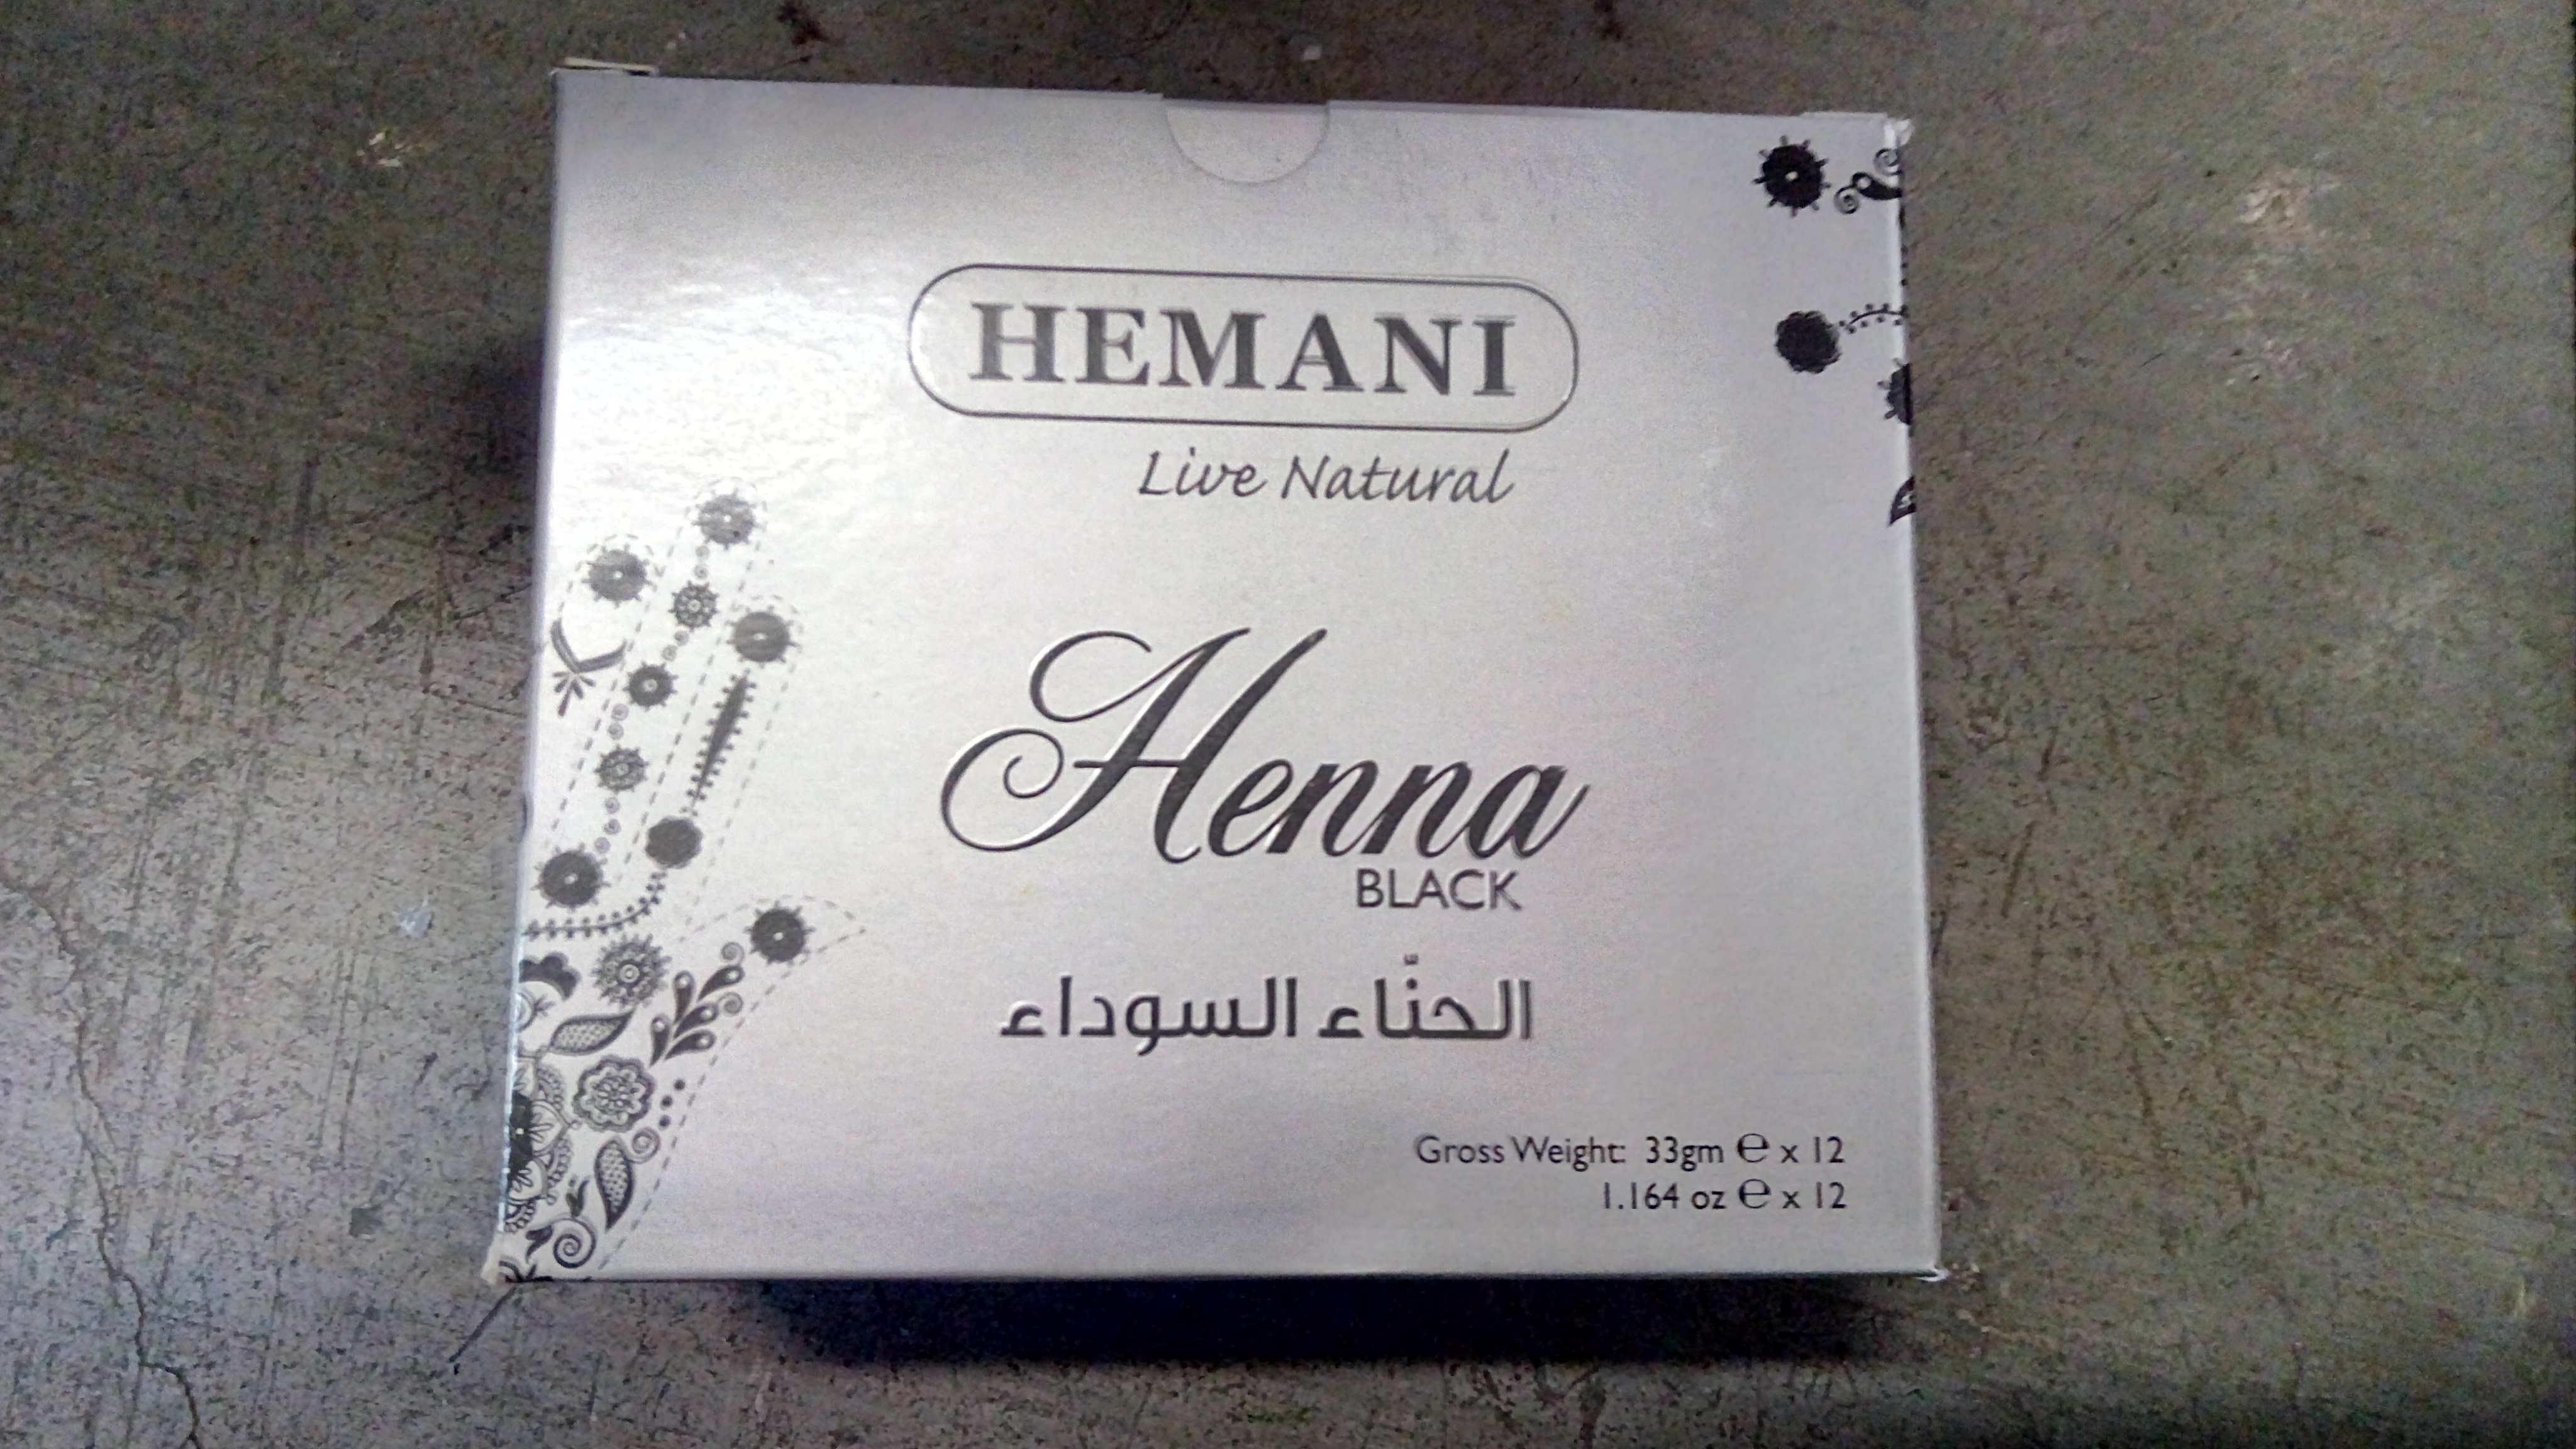 HEMANI
Live Natural
Henna
BLACK
الحنّاء السوداء
Gross Weight: 33gm ℮ x 12
1.164 oz ℮ x 12